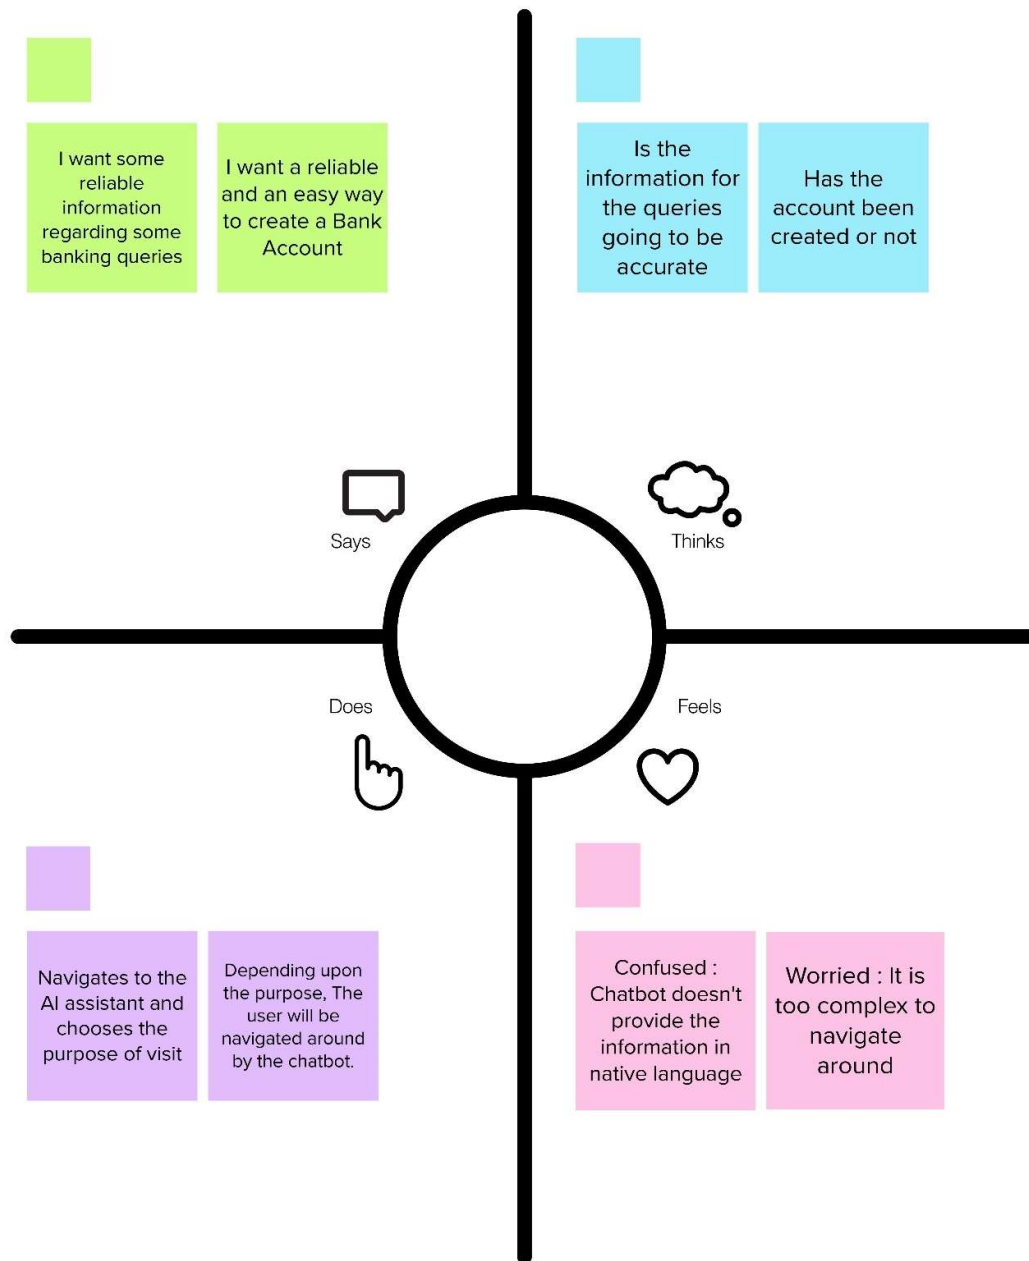 I want some
reliable
information
regarding some
banking queries
I want a reliable
and an easy way
to create a Bank
Account
Is the
information for
the queries
going to be
accurate
Has the
account been
created or not
Says
Thinks
Does
Feels
Navigates to the
AI assistant and
chooses the
purpose of visit
Depending upon
the purpose, The
user will be
navigated around
by the chatbot.
Confused :
Chatbot doesn't
provide the
information in
native language
Worried : It is
too complex to
navigate
around